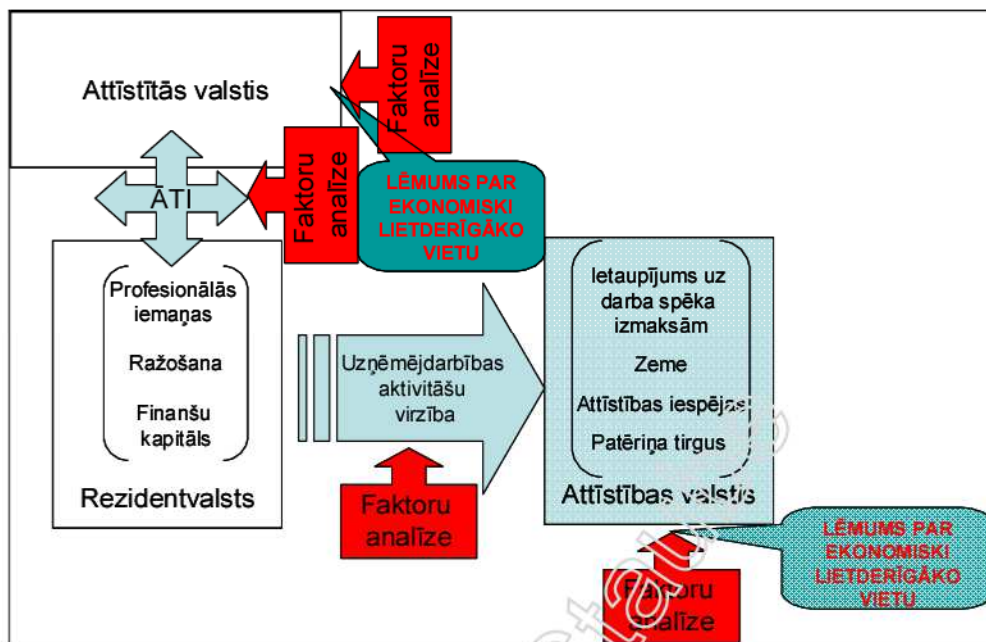 Attīstītās valstis
Faktoru
analīze
ĀTI
Faktoru
analīze
LĒMUMS PAR
EKONOMISKI
LIETDERĪGĀKO
VIETU
Profesionālās
iemaņas
Ražošana
Finanšu
kapitāls
Rezidentvalsts
Uzņēmējdarbības
aktivitāšu
virzība
Faktoru
analīze
Ietaupījums uz
darba spēka
izmaksām
Zeme
Attīstības iespējas
Patēriņa tirgus
Attīstības valstis
Faktoru
analīze
LĒMUMS PAR
EKONOMISKI
LIETDERĪGĀKO
VIETU